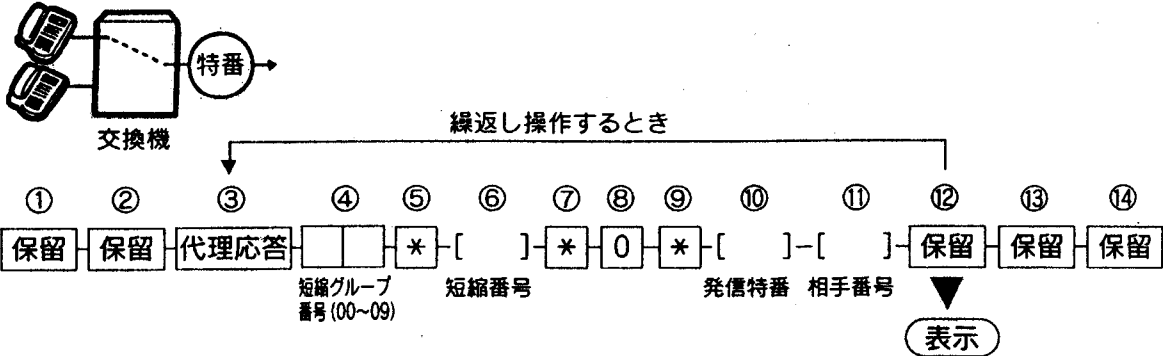 特番
交換機
繰返し操作するとき
① ② ③ ④ ⑤ ⑥ ⑦ ⑧ ⑨ ⑩ ⑪ ⑫ ⑬ ⑭
保留 保留 代理応答 * [ ] * 0 * [ ] [ ] 保留 保留 保留
短縮グループ
番号(00~09)
短縮番号
発信特番
相手番号
表示